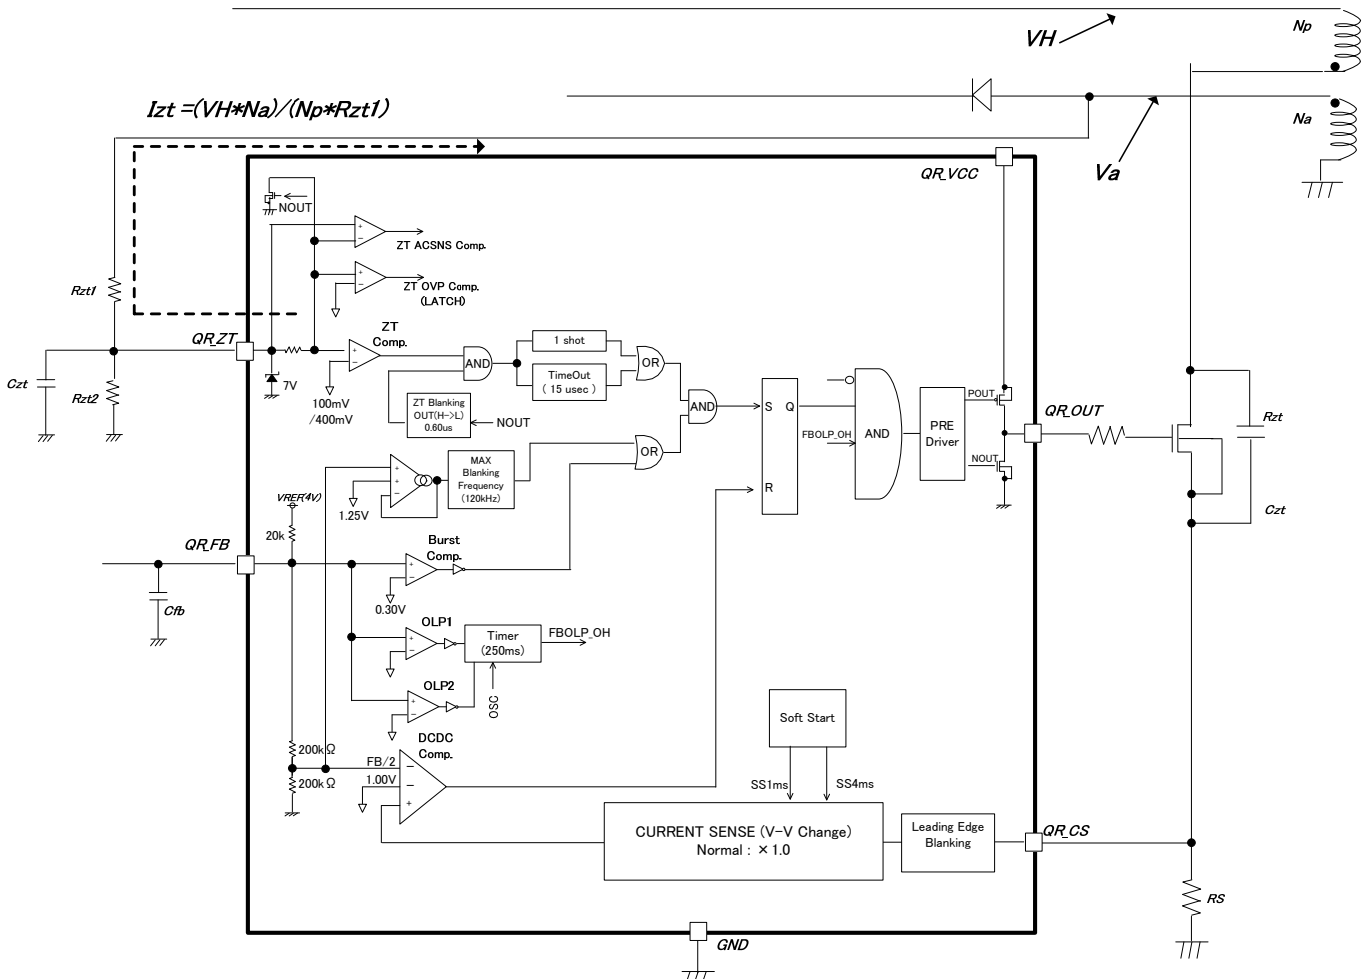 VH
Np
Izt =(VH*Na)/(Np*Rzt1)
Na
Va
QR_VCC
NOUT
ZT ACSNS Comp.
ZT OVP Comp.
(LATCH)
Rzt1
QR_ZT
ZT
Comp.
1 shot
AND
OR
TimeOut
( 15 usec )
Czt
Rzt2
7V
100mV
/400mV
ZT Blanking
OUT(H->L)
0.60us
NOUT
AND
S
Q
R
FBOLP_OH
AND
PRE
Driver
POUT
NOUT
QR_OUT
Rzt
Czt
OR
MAX
Blanking
Frequency
(120kHz)
1.25V
VREF(4V)
20k
QR_FB
Cfb
Burst
Comp.
0.30V
OLP1
Timer
(250ms)
FBOLP_OH
OLP2
OSC
Soft Start
SS1ms
SS4ms
200kΩ
200kΩ
DCDC
Comp.
FB/2
1.00V
CURRENT SENSE (V-V Change)
Normal : ×1.0
Leading Edge
Blanking
QR_CS
RS
GND